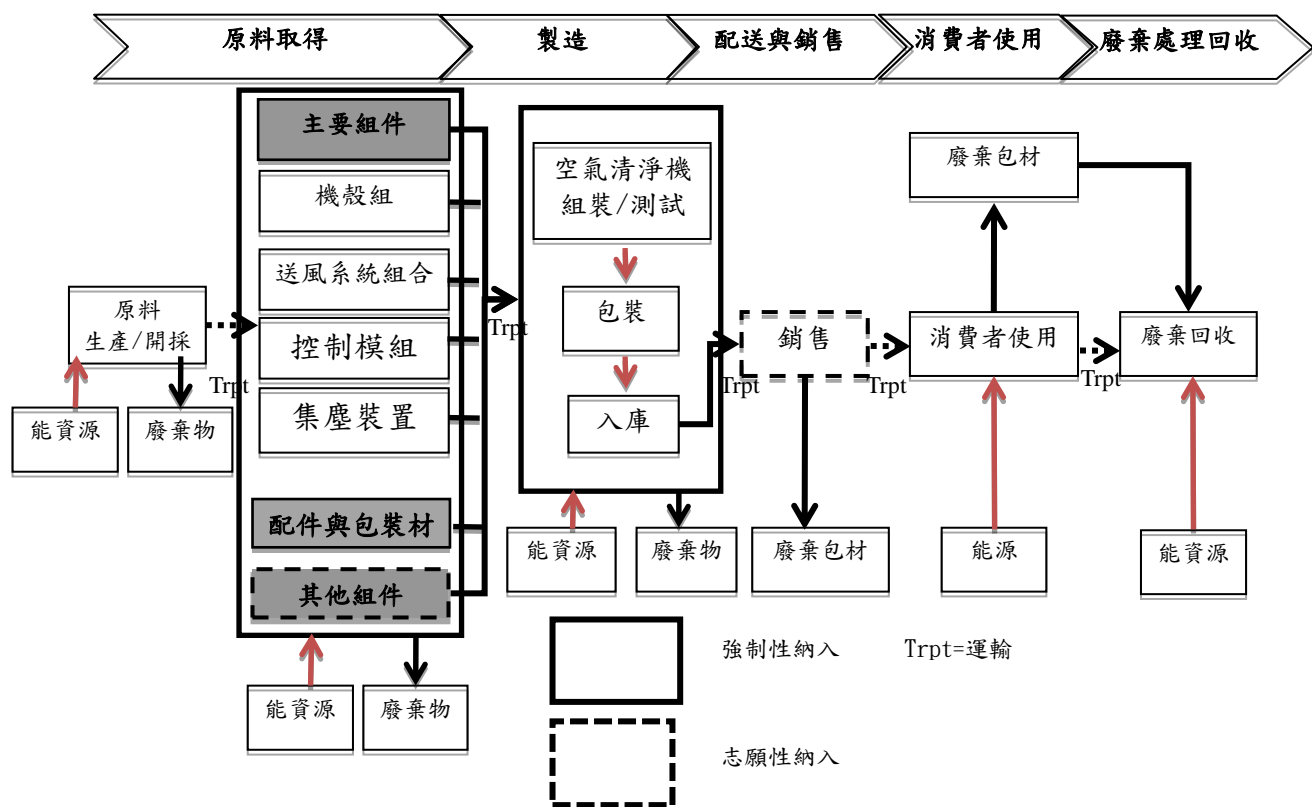 原料取得
製造
配送與銷售
消費者使用
廢棄處理回收
原料
生產/開採
能資源
廢棄物
Trpt
主要組件
機殼組
送風系統組合
控制模組
集塵裝置
配件與包裝材
其他組件
能資源
廢棄物
Trpt
空氣清淨機
組裝/測試
包裝
入庫
能資源
廢棄物
Trpt
銷售
廢棄包材
Trpt
廢棄包材
消費者使用
能源
Trpt
廢棄回收
能資源
強制性納入
Trpt=運輸
志願性納入